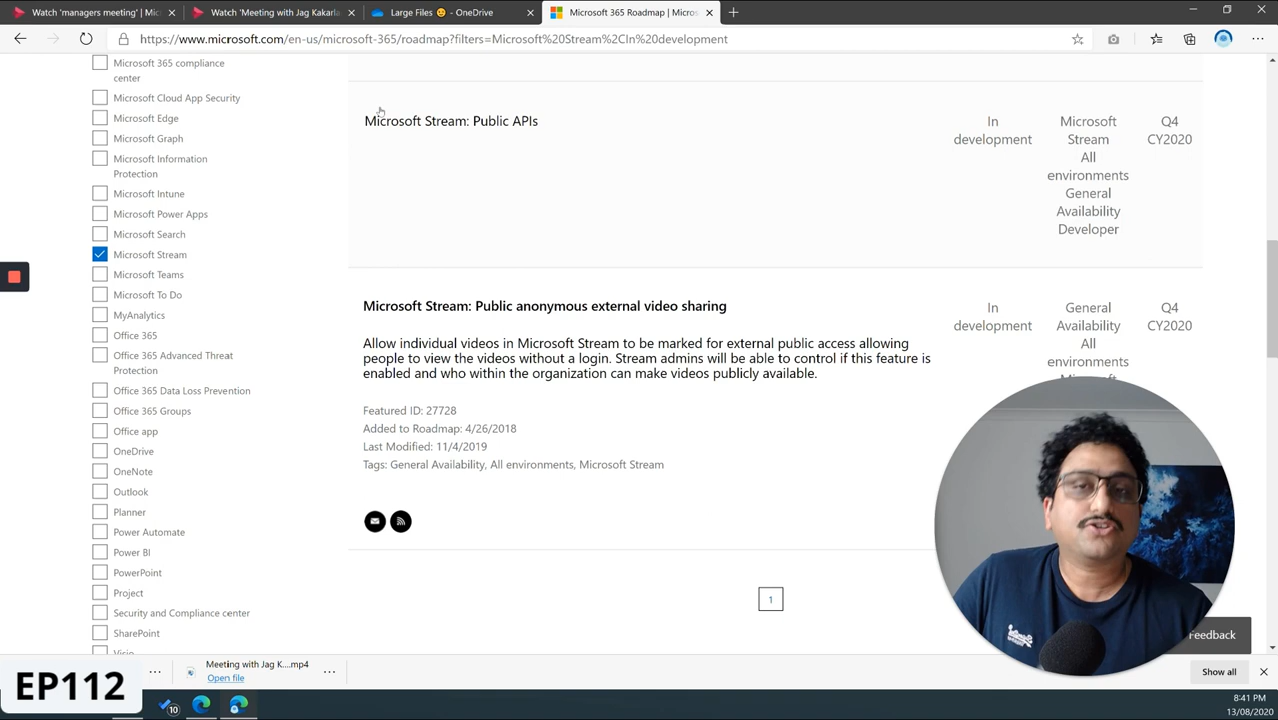 Watch 'managers meeting' | Mic
Watch 'Meeting with Jag Kakarla
Large Files 😉 - OneDrive
Microsoft 365 Roadmap | Micros
https://www.microsoft.com/en-us/microsoft-365/roadmap?filters=Microsoft%20Stream%2CIn%20development
Microsoft 365 compliance
center
Microsoft Cloud App Security
Microsoft Edge
Microsoft Graph
Microsoft Information
Protection
Microsoft Intune
Microsoft Power Apps
Microsoft Search
Microsoft Stream
Microsoft Teams
Microsoft To Do
MyAnalytics
Office 365
Office 365 Advanced Threat
Protection
Office 365 Data Loss Prevention
Office 365 Groups
Office app
OneDrive
OneNote
Outlook
Planner
Power Automate
Power BI
PowerPoint
Project
Security and Compliance center
SharePoint
Visio
Microsoft Stream: Public APIs
In
development
Microsoft
Stream
All
environments
General
Availability
Developer
Q4
CY2020
Microsoft Stream: Public anonymous external video sharing
Allow individual videos in Microsoft Stream to be marked for external public access allowing
people to view the videos without a login. Stream admins will be able to control if this feature is
enabled and who within the organization can make videos publicly available.
Featured ID: 27728
Added to Roadmap: 4/26/2018
Last Modified: 11/4/2019
Tags: General Availability, All environments, Microsoft Stream
In
development
General
Availability
All
environments
Microsoft
Q4
CY2020
1
Feedback
Meeting with Jag K....mp4
Open file
Show all
EP112
10
8:41 PM
13/08/2020